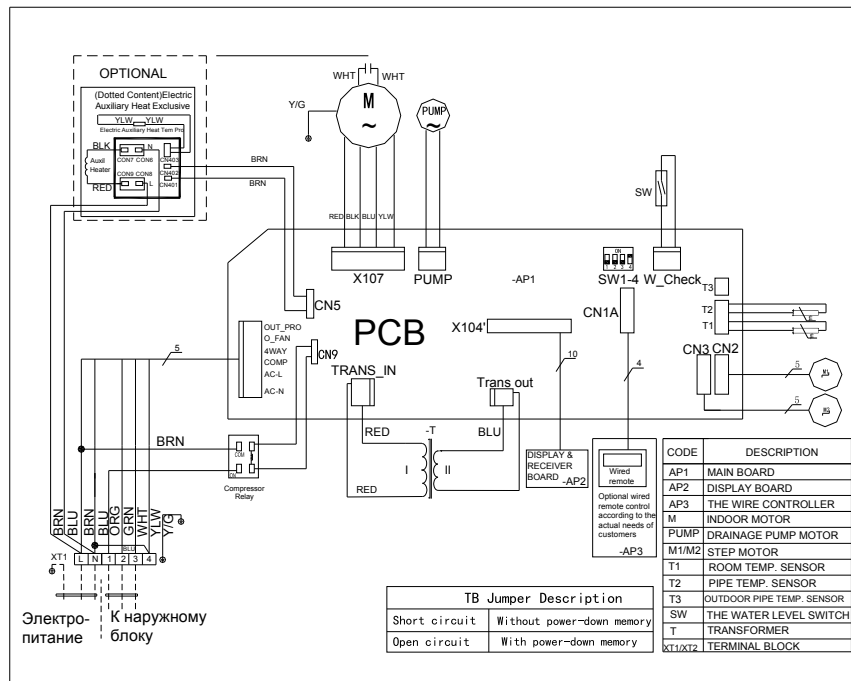 OPTIONAL
(Dotted Content)Electric
Auxiliary Heat Exclusive
YLW YLW
Electric Auxiliary Heat Tem Pro
BLK
N
CON7 CON6
CN403
Auxil
Heater
CN402
CON9 CON8
L
CN401
RED
BRN
BRN
WHT WHT
Y/G
M
~
PUMP
~
RED BLK BLU YLW
SW
X107
PUMP
-AP1
ON
1 2 3 4
SW1-4
W_Check
T3
T2
T1
CN5
PCB
X104'
CN1A
OUT_PRO
O_FAN
4WAY
COMP
AC-L
AC-N
5
CN9
TRANS_IN
Trans out
10
4
CN3 CN2
5
5
BRN
COM
Compressor
Relay
RED
-T
BLU
I
II
RED
DISPLAY &
RECEIVER
BOARD
-AP2
Wired
remote
Optional wired
remote control
according to the
actual needs of
customers
-AP3
BRN
BLU
BRN
BLU
ORG
GRN
WHT
YLW
Y/G
BLU
XT1
L N 1 2 3 4
Электро-
питание
К наружному
блоку
TB Jumper Description
Short circuit Without power-down memory
Open circuit With power-down memory
CODE DESCRIPTION
AP1 MAIN BOARD
AP2 DISPLAY BOARD
AP3 THE WIRE CONTROLLER
M INDOOR MOTOR
PUMP DRAINAGE PUMP MOTOR
M1/M2 STEP MOTOR
T1 ROOM TEMP. SENSOR
T2 PIPE TEMP. SENSOR
T3 OUTDOOR PIPE TEMP. SENSOR
SW THE WATER LEVEL SWITCH
T TRANSFORMER
XT1/XT2 TERMINAL BLOCK